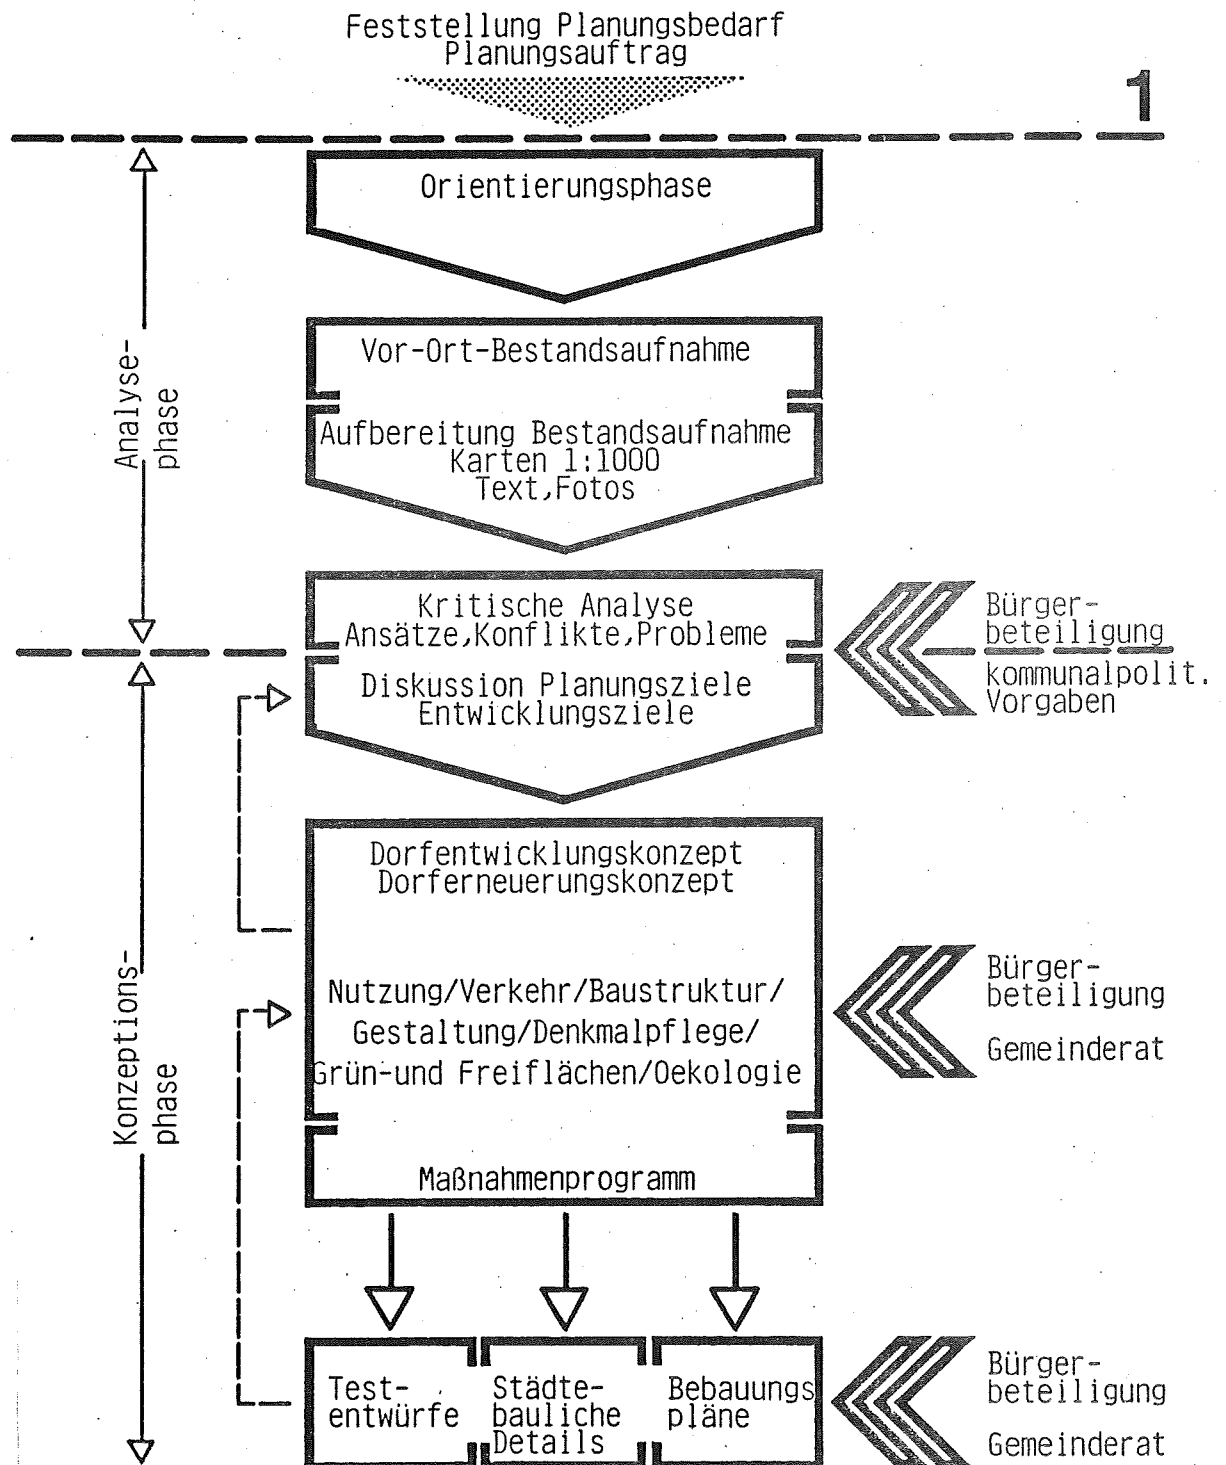 Feststellung Planungsbedarf
Planungsauftrag
1
Orientierungsphase
Vor-Ort-Bestandsaufnahme
Aufbereitung Bestandsaufnahme
Karten 1:1000
Text,Fotos
Analyse-
phase
Kritische Analyse
Ansätze,Konflikte,Probleme
Bürger-
beteiligung
kommunalpolit.
Vorgaben
Diskussion Planungsziele
Entwicklungsziele
Dorfentwicklungskonzept
Dorferneuerungskonzept
Nutzung/Verkehr/Baustruktur/
Gestaltung/Denkmalpflege/
Grün-und Freiflächen/Oekologie
Bürger-
beteiligung
Gemeinderat
Konzeptions-
phase
Maßnahmenprogramm
Test-
entwürfe
Städte-
bauliche
Details
Bebauungs
pläne
Bürger-
beteiligung
Gemeinderat